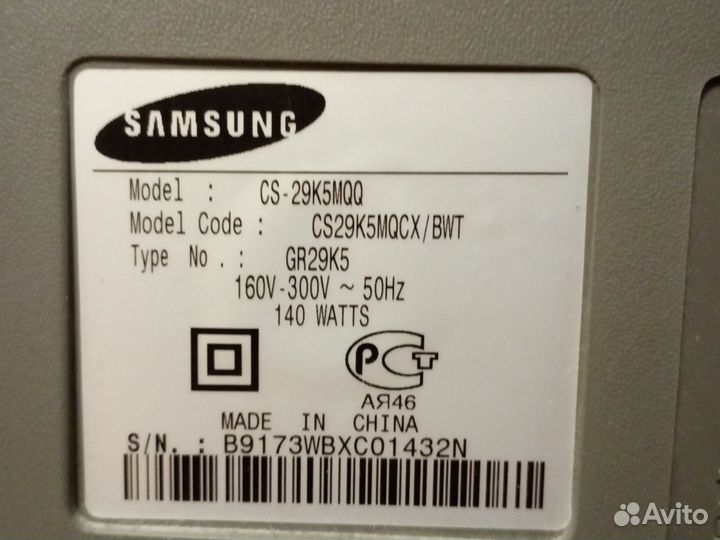 SAMSUNG
Model : CS-29K5MQQ
Model Code : CS29K5MQCX/BWT
Type No. : GR29K5
160V-300V ~ 50Hz
140 WATTS
РСТ
АЯ46
MADE IN CHINA
S/N. : B9173WBXC01432N
Avito